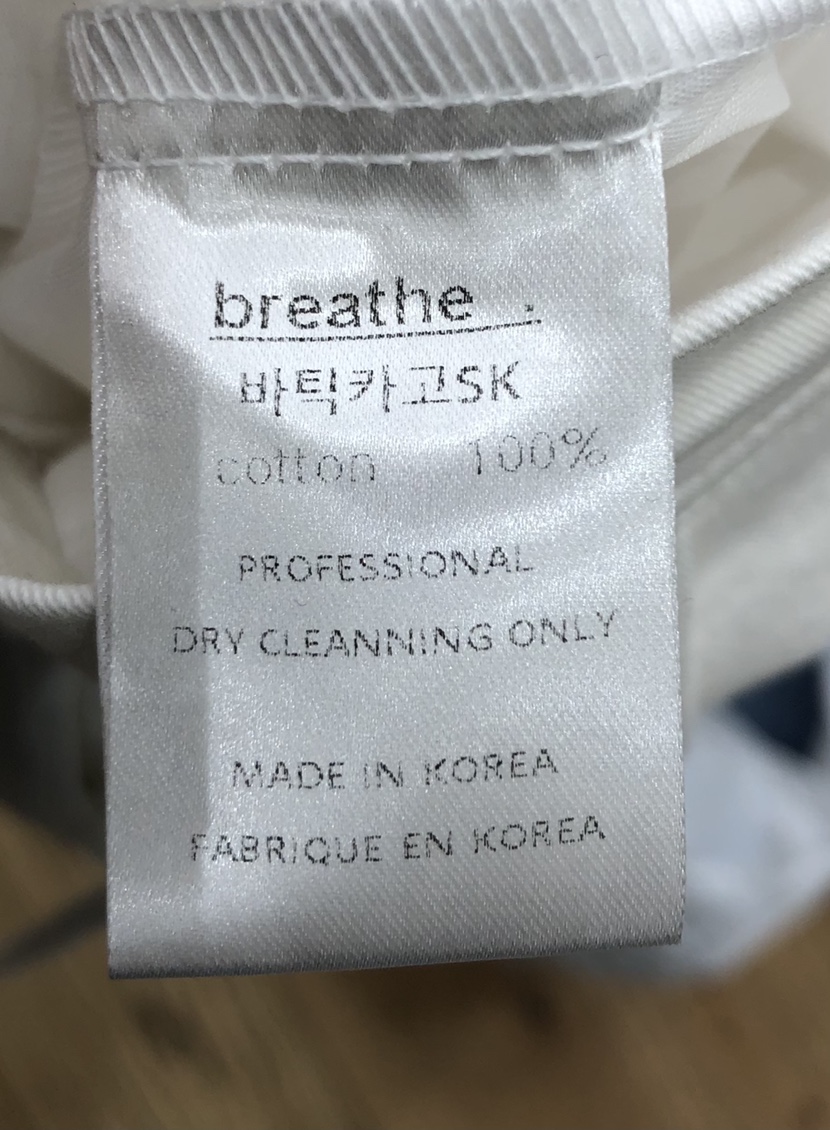 breathe .
바틱카고SK
cotton 100%
PROFESSIONAL
DRY CLEANNING ONLY
MADE IN KOREA
FABRIQUE EN KOREA